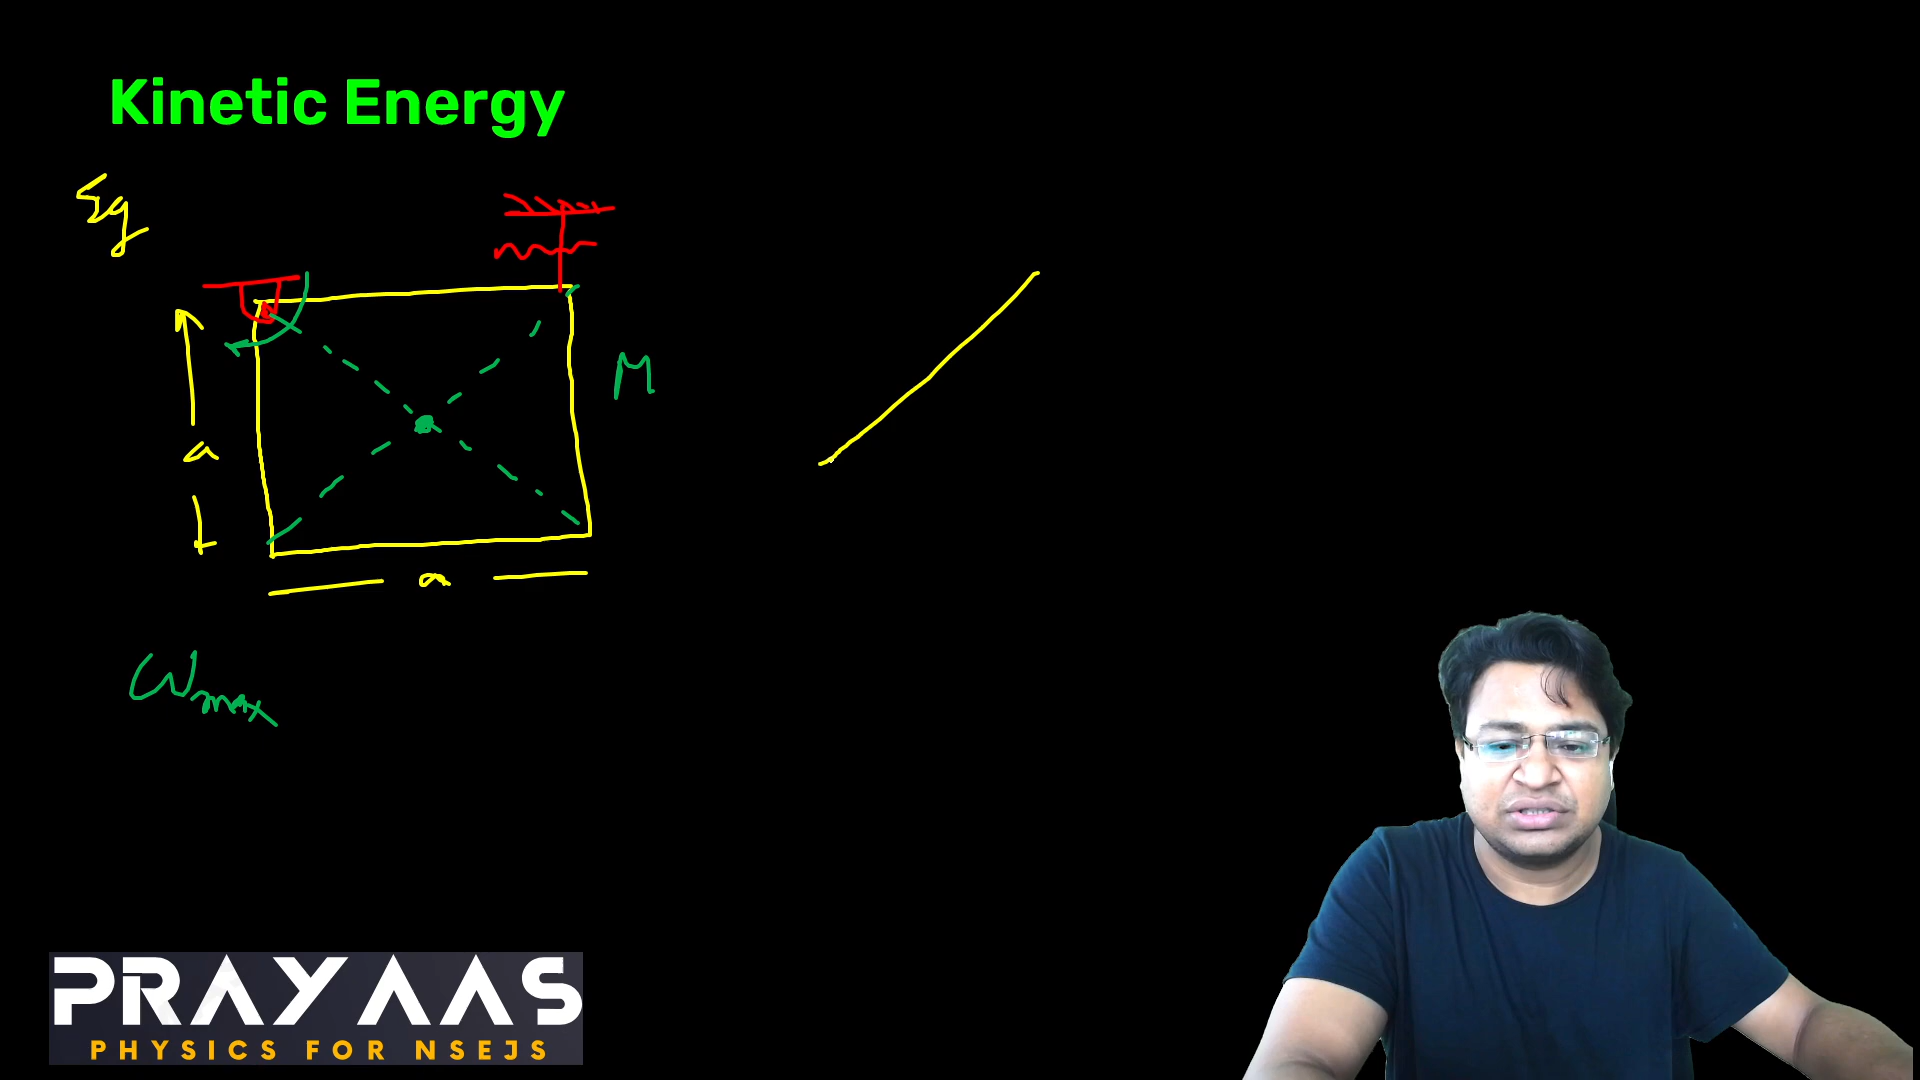 Kinetic Energy
Eg
M
a
a
ωmax
PRAYAAS
PHYSICS FOR NSEJS